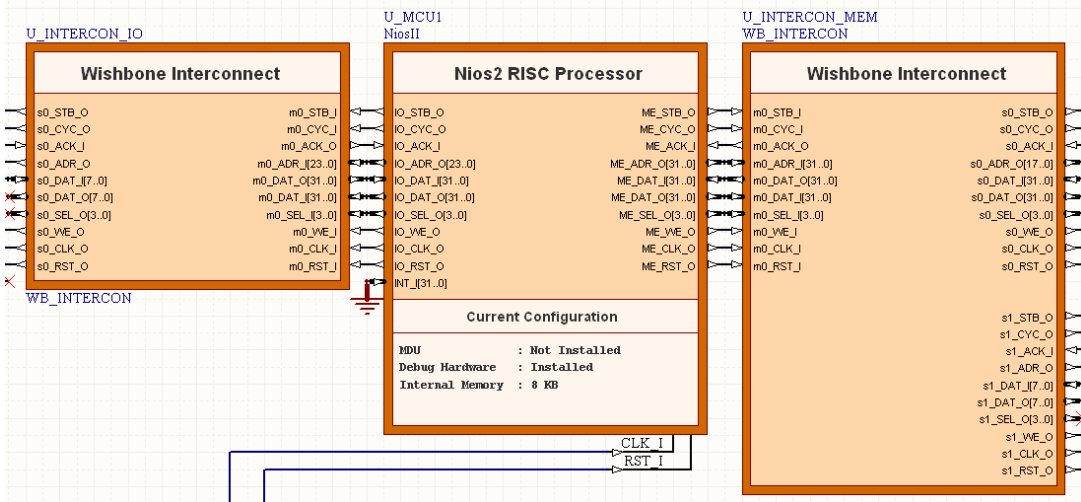 U_INTERCON_IO
Wishbone Interconnect
s0_STB_O m0_STB_I
s0_CYC_O m0_CYC_I
s0_ACK_I m0_ACK_O
s0_ADR_O m0_ADR_I[23..0]
s0_DAT_I[7..0] m0_DAT_O[31..0]
s0_DAT_O[7..0] m0_DAT_I[31..0]
s0_SEL_O[3..0] m0_SEL_I[3..0]
s0_WE_O m0_WE_I
s0_CLK_O m0_CLK_I
s0_RST_O m0_RST_I
WB_INTERCON
U_MCU1
NiosII
Nios2 RISC Processor
IO_STB_O ME_STB_O
IO_CYC_O ME_CYC_O
IO_ACK_I ME_ACK_I
IO_ADR_O[23..0] ME_ADR_O[31..0]
IO_DAT_I[31..0] ME_DAT_I[31..0]
IO_DAT_O[31..0] ME_DAT_O[31..0]
IO_SEL_O[3..0] ME_SEL_O[3..0]
IO_WE_O ME_WE_O
IO_CLK_O ME_CLK_O
IO_RST_O ME_RST_O
INT_I[31..0]
Current Configuration
MDU : Not Installed
Debug Hardware : Installed
Internal Memory : 8 KB
CLK_I
RST_I
U_INTERCON_MEM
WB_INTERCON
Wishbone Interconnect
m0_STB_I s0_STB_O
m0_CYC_I s0_CYC_O
m0_ACK_O s0_ACK_I
m0_ADR_I[31..0] s0_ADR_O[17..0]
m0_DAT_O[31..0] s0_DAT_I[31..0]
m0_DAT_I[31..0] s0_DAT_O[31..0]
m0_SEL_I[3..0] s0_SEL_O[3..0]
m0_WE_I s0_WE_O
m0_CLK_I s0_CLK_O
m0_RST_I s0_RST_O
s1_STB_O
s1_CYC_O
s1_ACK_I
s1_ADR_O
s1_DAT_I[7..0]
s1_DAT_O[7..0]
s1_SEL_O[3..0]
s1_WE_O
s1_CLK_O
s1_RST_O